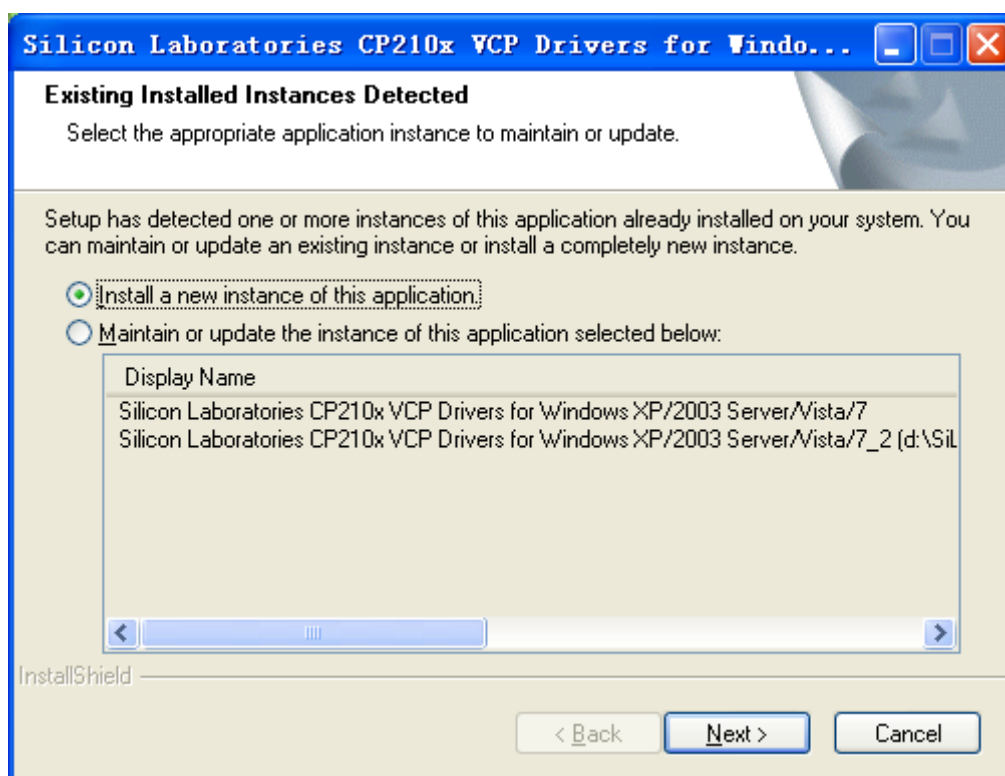 Silicon Laboratories CP210x VCP Drivers for Windo...
Existing Installed Instances Detected
Select the appropriate application instance to maintain or update.
Setup has detected one or more instances of this application already installed on your system. You
can maintain or update an existing instance or install a completely new instance.
Install a new instance of this application.
Maintain or update the instance of this application selected below:
Display Name
Silicon Laboratories CP210x VCP Drivers for Windows XP/2003 Server/Vista/7
Silicon Laboratories CP210x VCP Drivers for Windows XP/2003 Server/Vista/7_2 (d:\SiL
InstallShield
< Back
Next >
Cancel